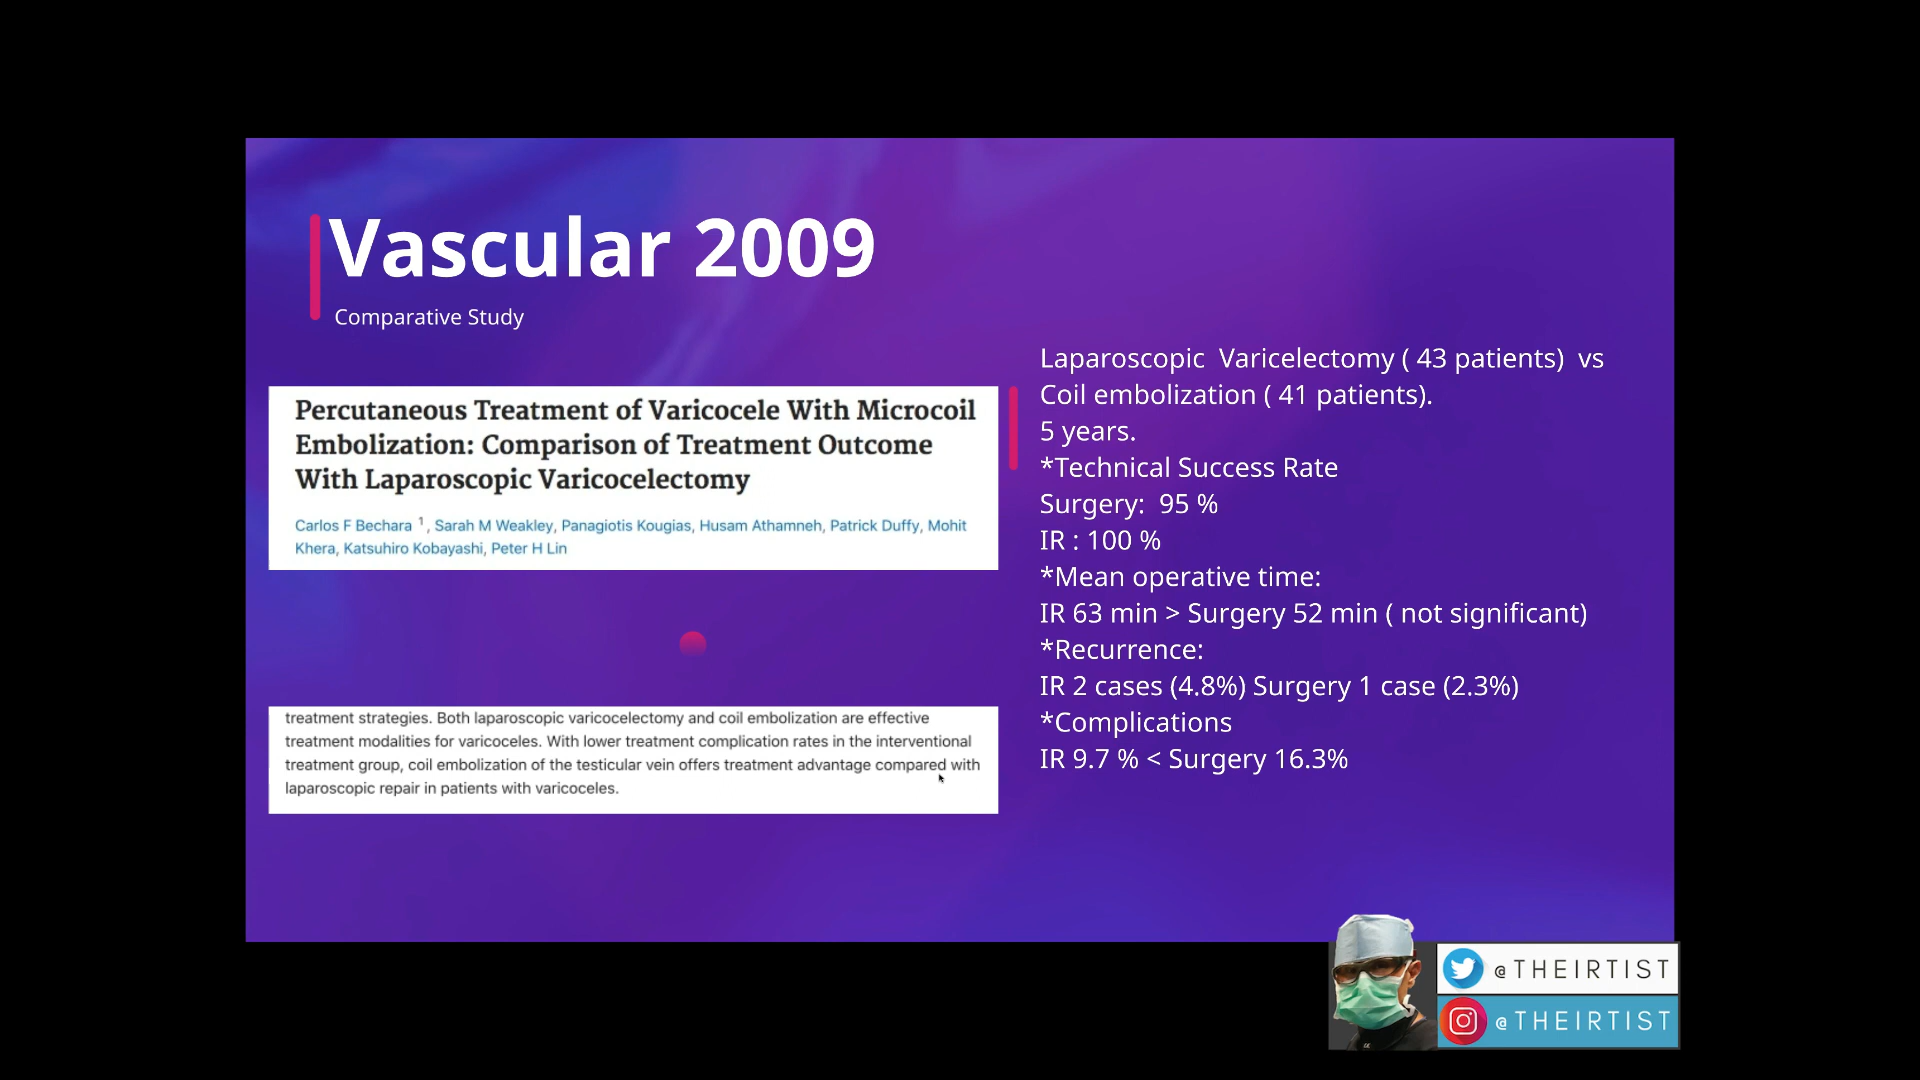 Vascular 2009
Comparative Study
Percutaneous Treatment of Varicocele With Microcoil
Embolization: Comparison of Treatment Outcome
With Laparoscopic Varicocelectomy
Carlos F Bechara 1, Sarah M Weakley, Panagiotis Kougias, Husam Athamneh, Patrick Duffy, Mohit
Khera, Katsuhiro Kobayashi, Peter H Lin
treatment strategies. Both laparoscopic varicocelectomy and coil embolization are effective
treatment modalities for varicoceles. With lower treatment complication rates in the interventional
treatment group, coil embolization of the testicular vein offers treatment advantage compared with
laparoscopic repair in patients with varicoceles.
Laparoscopic Varicelectomy ( 43 patients) vs
Coil embolization ( 41 patients).
5 years.
*Technical Success Rate
Surgery: 95 %
IR : 100 %
*Mean operative time:
IR 63 min > Surgery 52 min ( not significant)
*Recurrence:
IR 2 cases (4.8%) Surgery 1 case (2.3%)
*Complications
IR 9.7 % < Surgery 16.3%
@THEIRTIST
@THEIRTIST